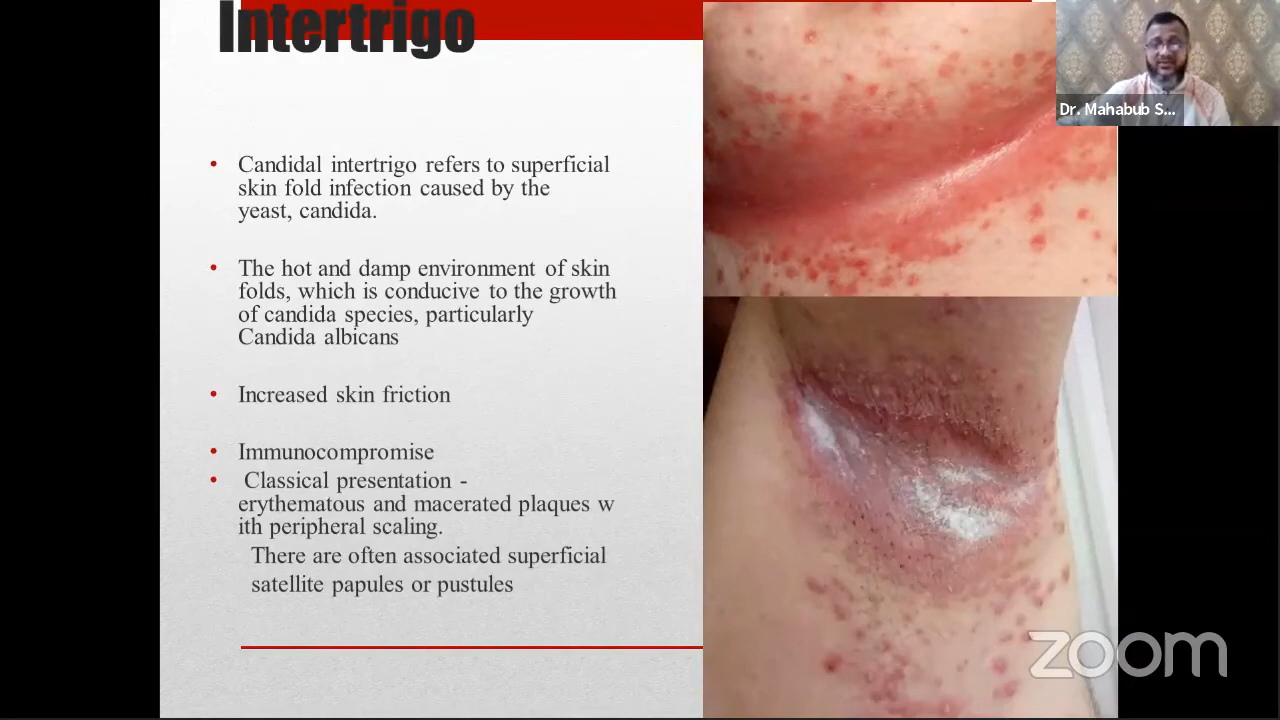 Intertrigo
Dr. Mahabub S...
• Candidal intertrigo refers to superficial
skin fold infection caused by the
yeast, candida.
• The hot and damp environment of skin
folds, which is conducive to the growth
of candida species, particularly
Candida albicans
• Increased skin friction
• Immunocompromise
• Classical presentation -
erythematous and macerated plaques w
ith peripheral scaling.
There are often associated superficial
satellite papules or pustules
zoom